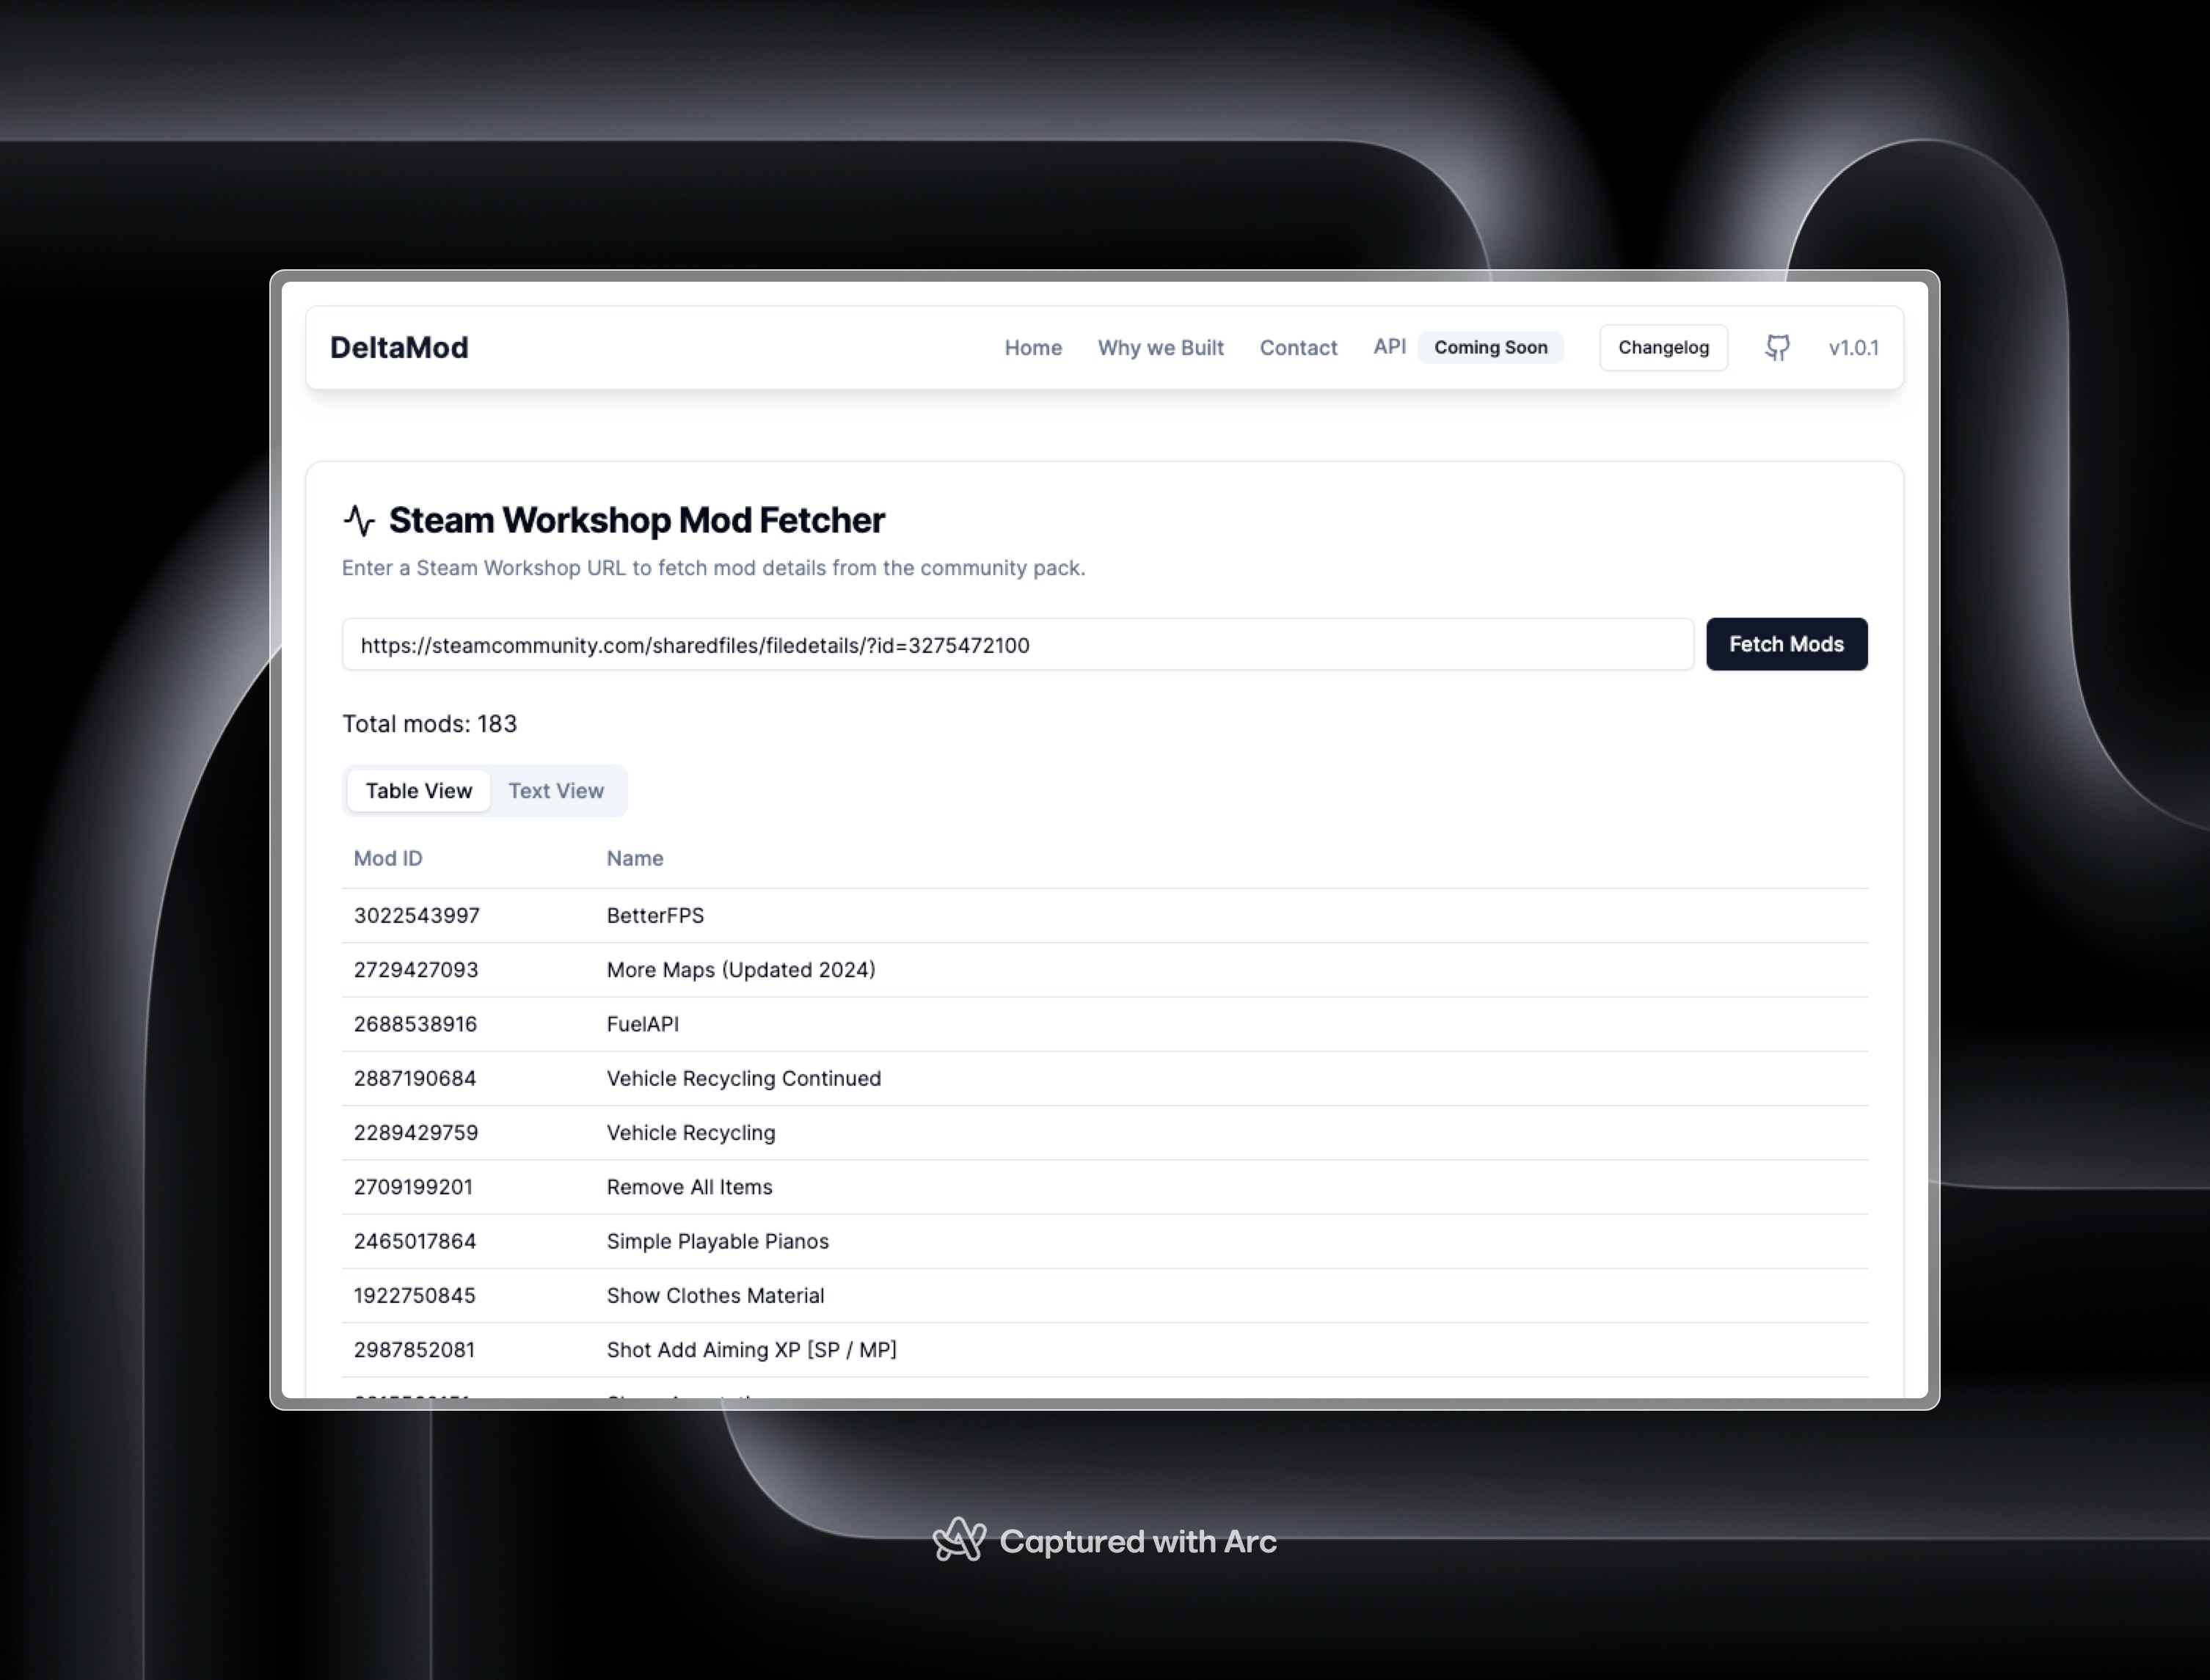 DeltaMod
Home Why we Built Contact API Coming Soon Changelog v1.0.1
Steam Workshop Mod Fetcher
Enter a Steam Workshop URL to fetch mod details from the community pack.
https://steamcommunity.com/sharedfiles/filedetails/?id=3275472100 Fetch Mods
Total mods: 183
Table View Text View
Mod ID Name
3022543997 BetterFPS
2729427093 More Maps (Updated 2024)
2688538916 FuelAPI
2887190684 Vehicle Recycling Continued
2289429759 Vehicle Recycling
2709199201 Remove All Items
2465017864 Simple Playable Pianos
1922750845 Show Clothes Material
2987852081 Shot Add Aiming XP [SP / MP]
Captured with Arc